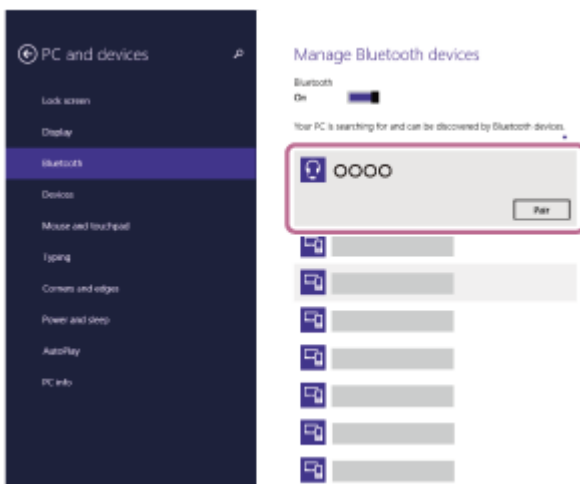 PC and devices
Lock screen
Display
Bluetooth
Devices
Mouse and touchpad
Typing
Corners and edges
Power and sleep
AutoPlay
PC info
Manage Bluetooth devices
Bluetooth
On
Your PC is searching for and can be discovered by Bluetooth devices.
OOOO
Pair